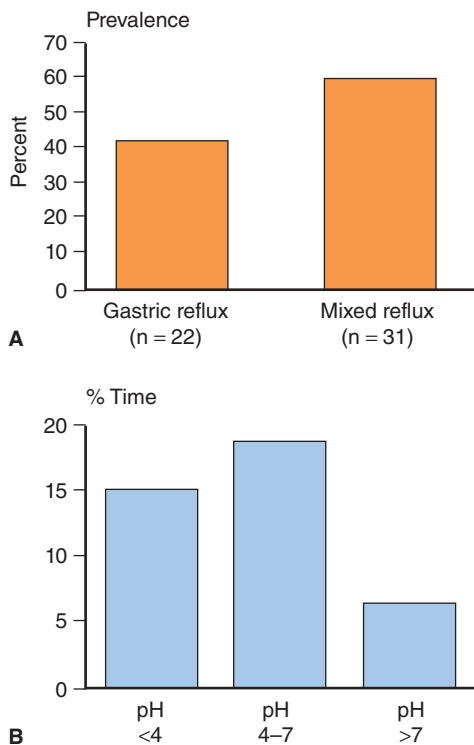 Prevalence
Percent
70
60
50
40
30
20
10
0
Gastric reflux
(n = 22)
Mixed reflux
(n = 31)
A
% Time
20
15
10
5
0
pH
<4
pH
4–7
pH
>7
B